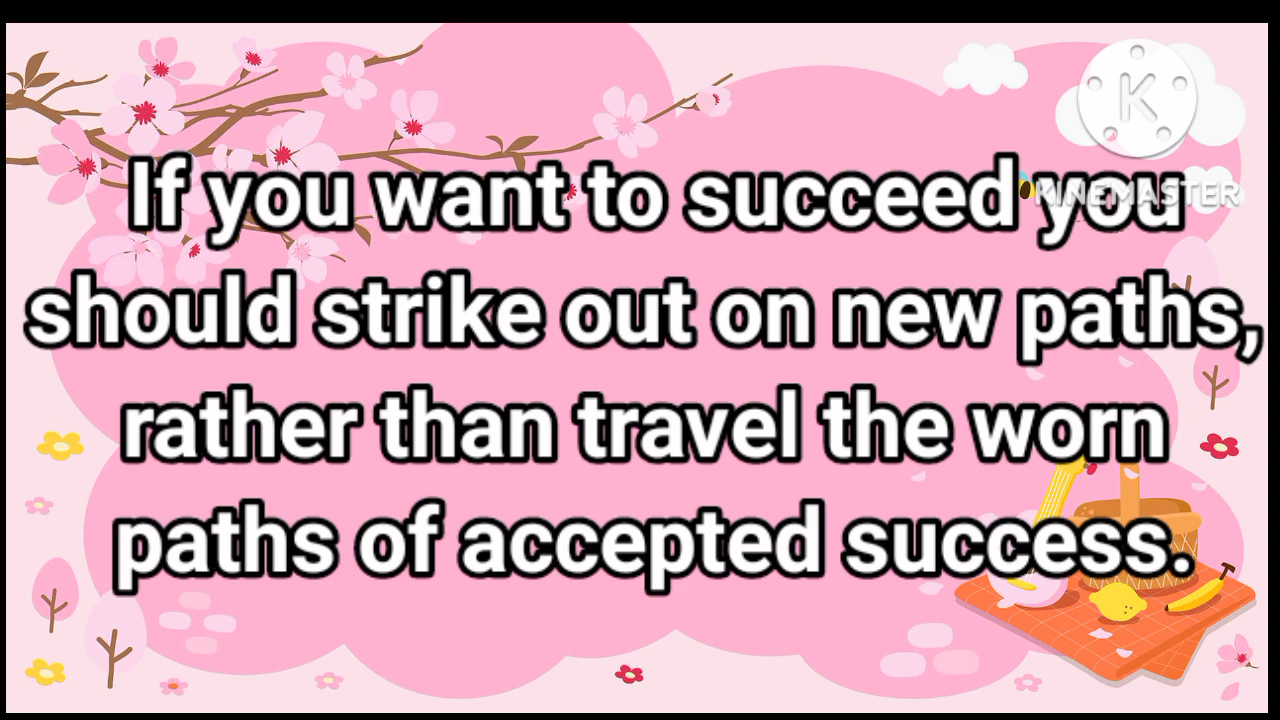 If you want to succeed you
should strike out on new paths,
rather than travel the worn
paths of accepted success.
K
KINEMASTER